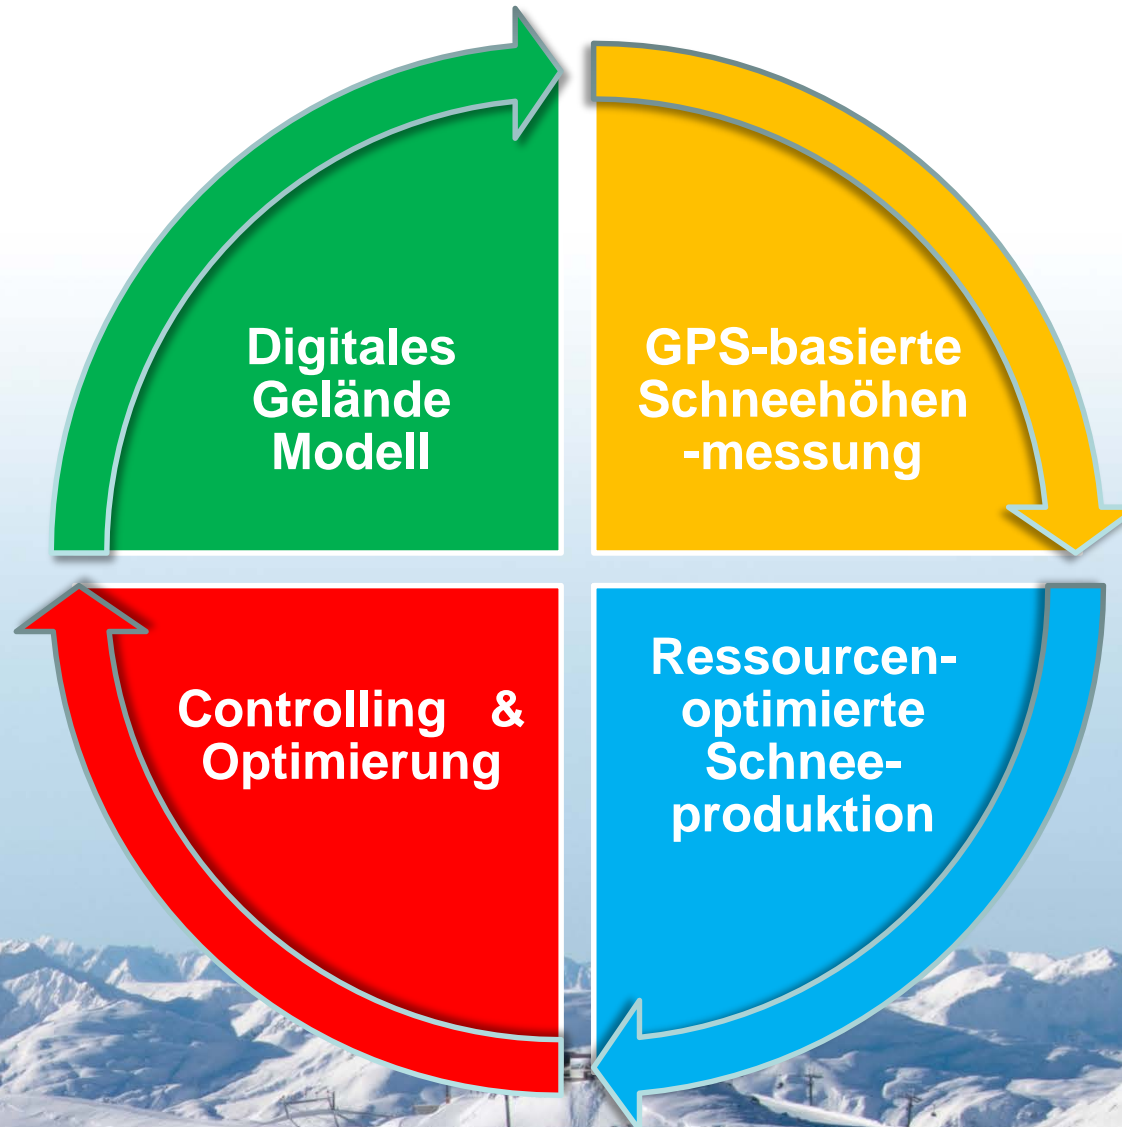 Digitales
Gelände
Modell
GPS-basierte
Schneehöhen
-messung
Controlling &
Optimierung
Ressourcen-
optimierte
Schnee-
produktion